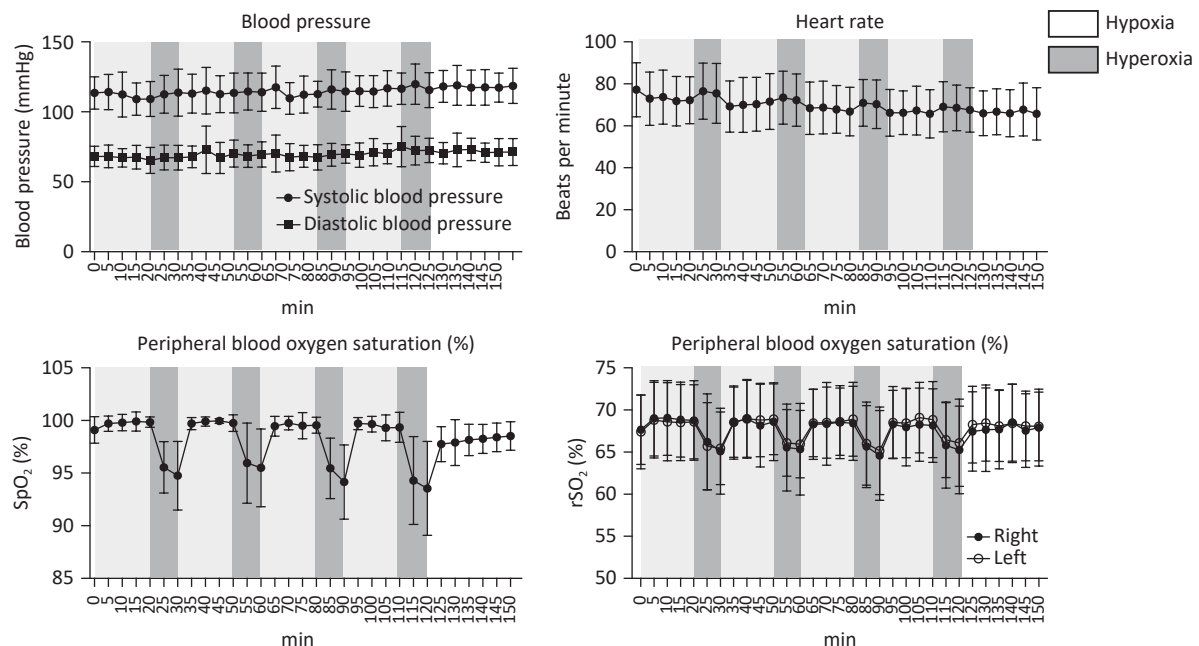 Blood pressure
Blood pressure (mmHg)
150
100
50
0
Systolic blood pressure
Diastolic blood pressure
0 5 10 15 20 25 30 35 40 45 50 55 60 65 70 75 80 85 90 95 100 105 110 115 120 125 130 135 140 145 150
min
Heart rate
Beats per minute
100
80
60
40
20
0
0 5 10 15 20 25 30 35 40 45 50 55 60 65 70 75 80 85 90 95 100 105 110 115 120 125 130 135 140 145 150
min
Hypoxia
Hyperoxia
Peripheral blood oxygen saturation (%)
SpO₂ (%)
105
100
95
90
85
0 5 10 15 20 25 30 35 40 45 50 55 60 65 70 75 80 85 90 95 100 105 110 115 120 125 130 135 140 145 150
min
Peripheral blood oxygen saturation (%)
rSO₂ (%)
75
70
65
60
55
50
Right
Left
0 5 10 15 20 25 30 35 40 45 50 55 60 65 70 75 80 85 90 95 100 105 110 115 120 125 130 135 140 145 150
min